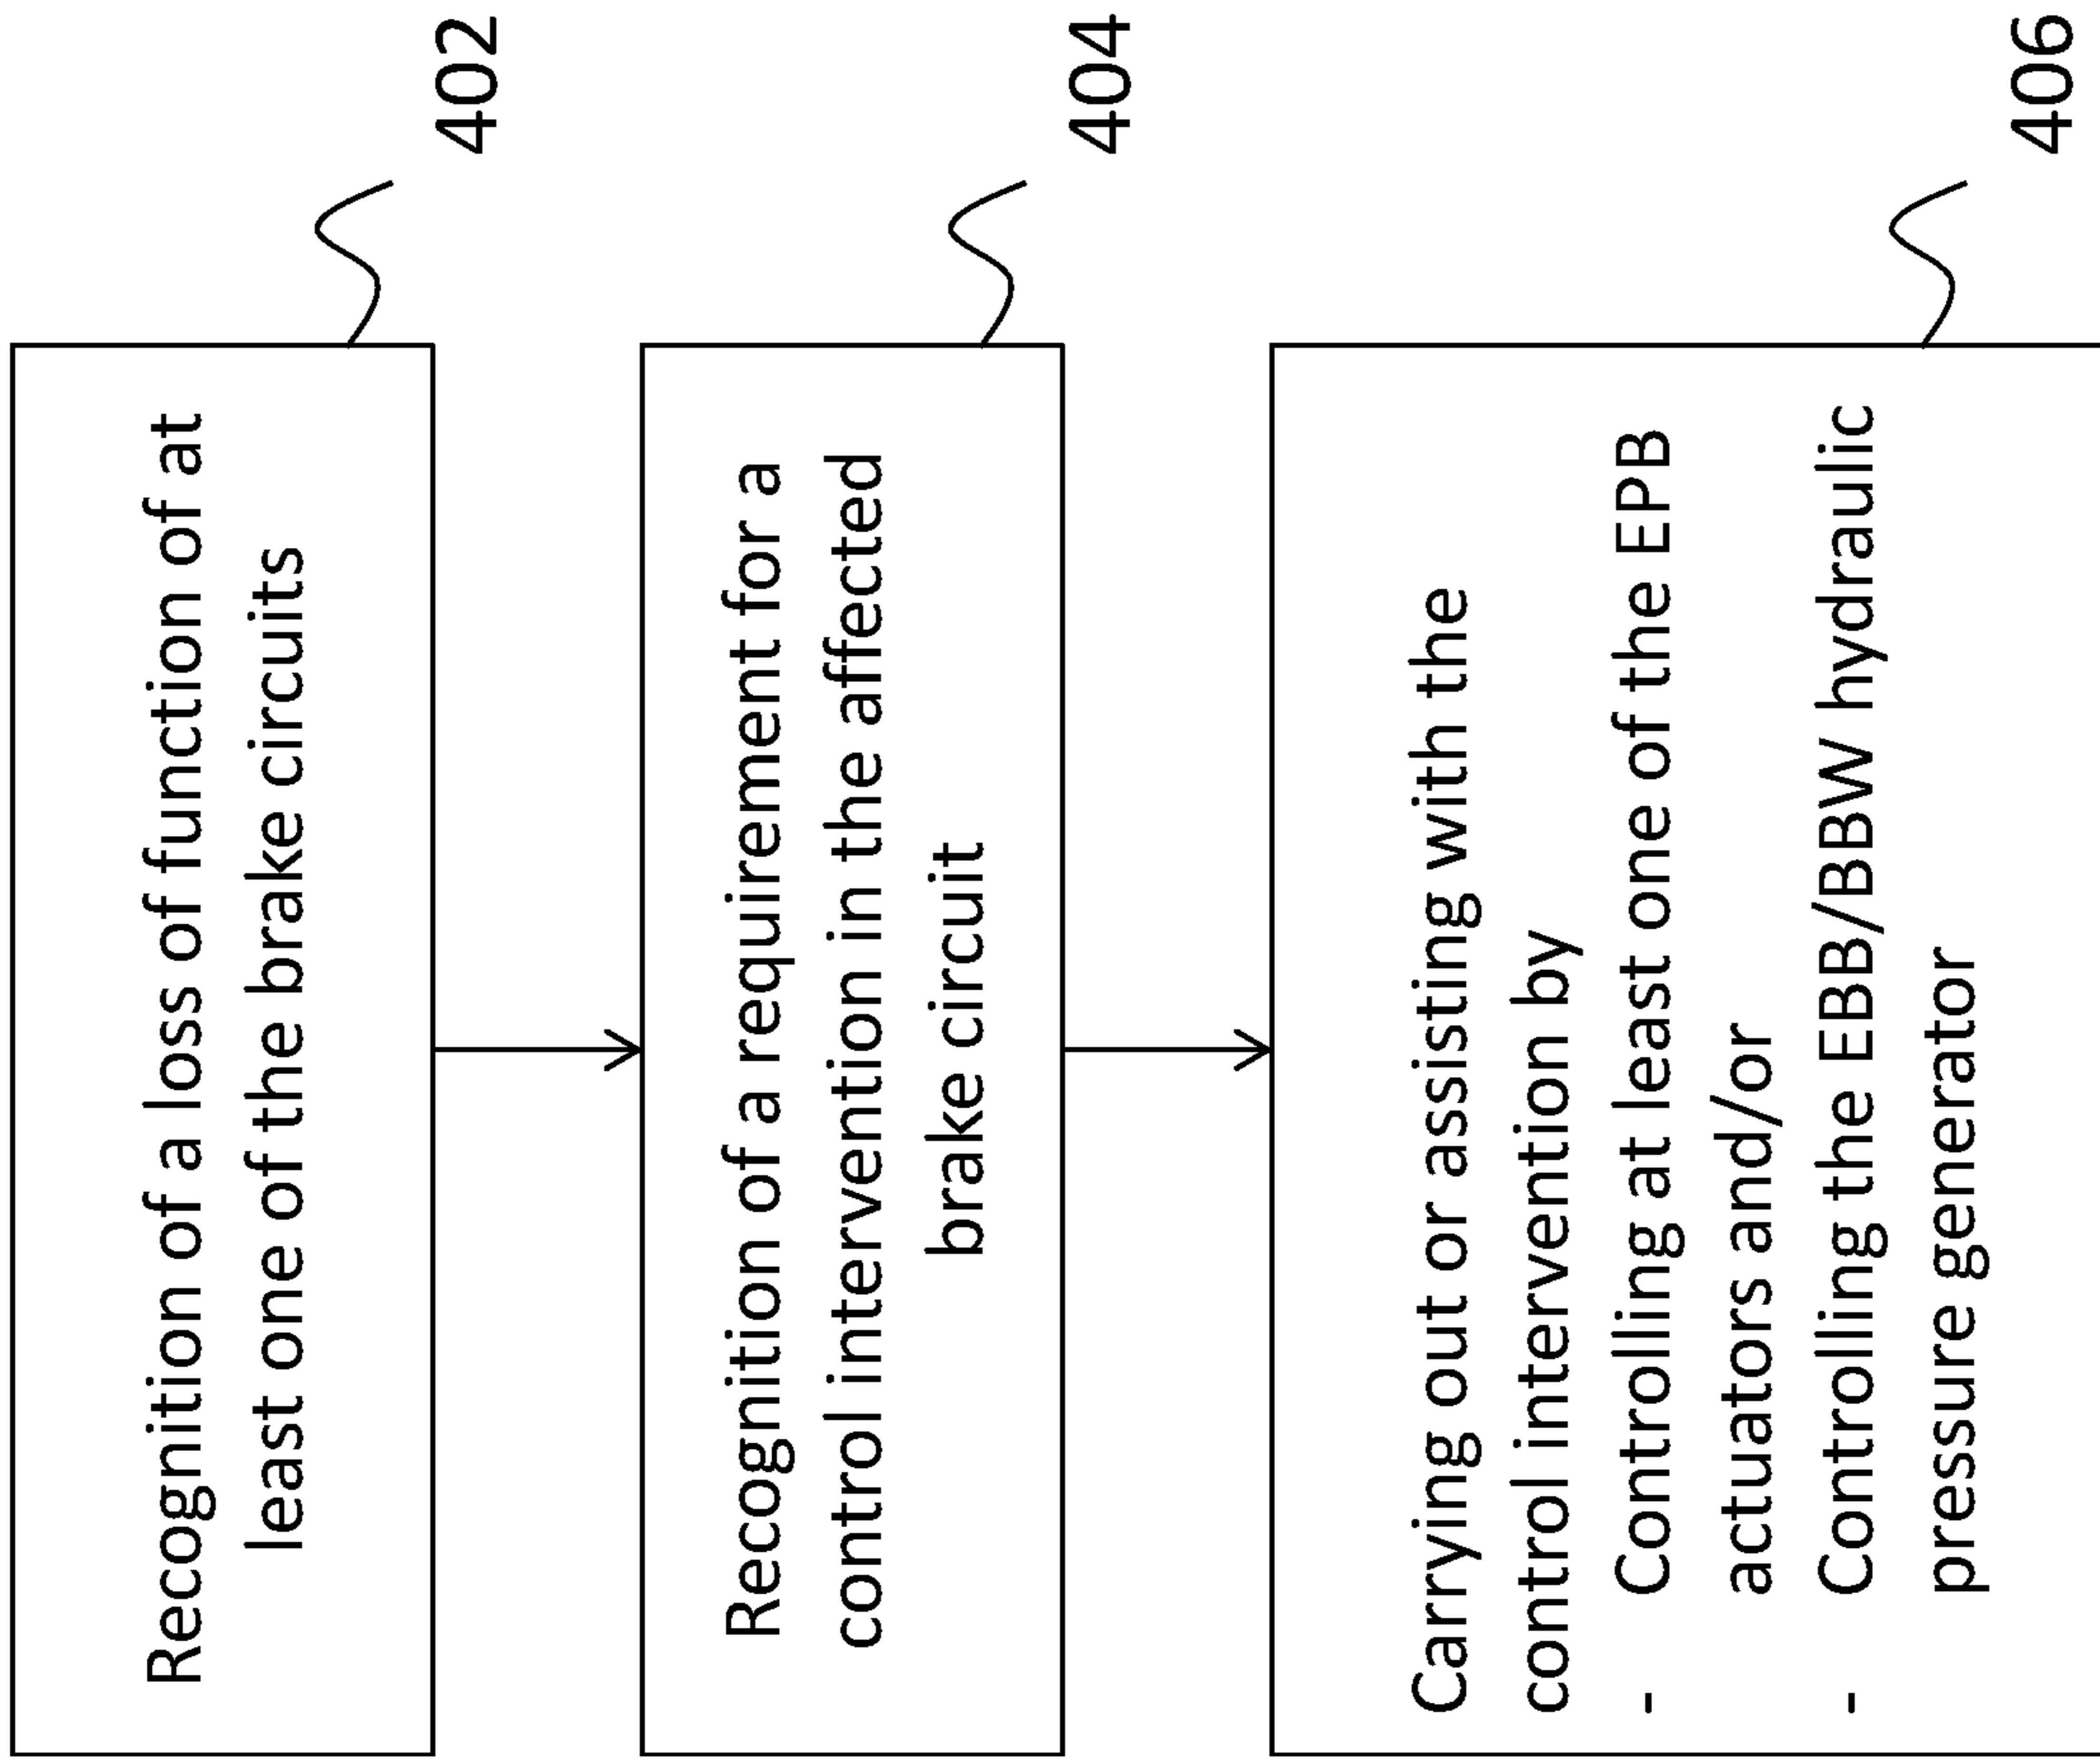 Recognition of a loss of function of at
least one of the brake circuits
402
Recognition of a requirement for a
control intervention in the affected
brake circuit
404
Carrying out or assisting with the
control intervention by
- Controlling at least one of the EPB
actuators and/or
- Controlling the EBB/BBW hydraulic
pressure generator
406